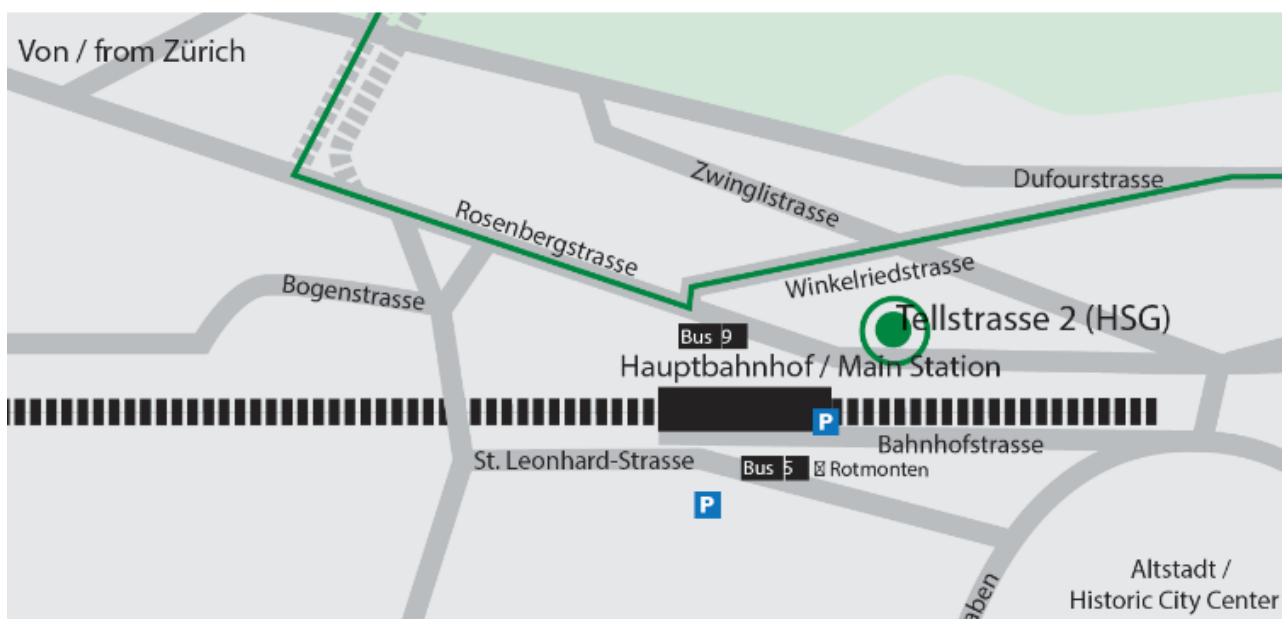 Von / from Zürich
Zwinglistrasse
Dufourstrasse
Rosenbergstrasse
Winkelriedstrasse
Bogenstrasse
Tellstrasse 2 (HSG)
Bus 9
Hauptbahnhof / Main Station
P
Bahnhofstrasse
St. Leonhard-Strasse
Bus 5 Rotmonten
P
Altstadt /
Historic City Center
aben